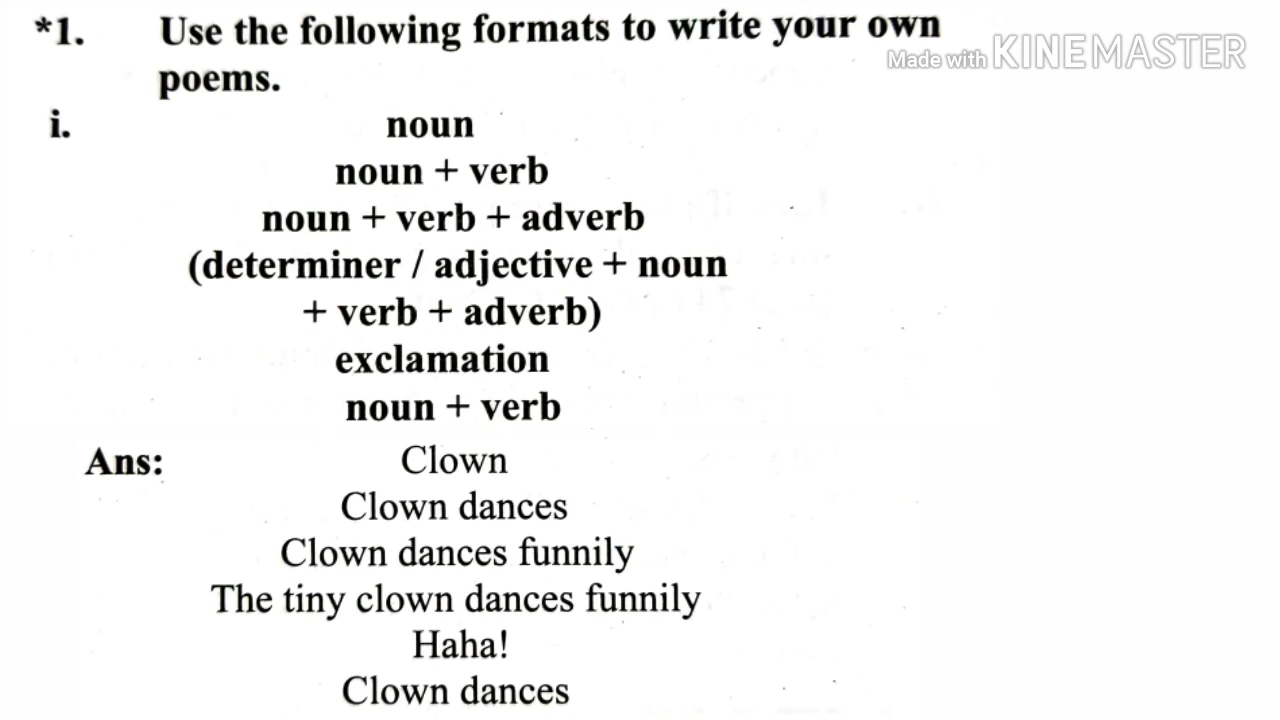 *1. Use the following formats to write your own
Made with KINEMASTER
poems.
i. noun
noun + verb
noun + verb + adverb
(determiner / adjective + noun
+ verb + adverb)
exclamation
noun + verb
Ans: Clown
Clown dances
Clown dances funnily
The tiny clown dances funnily
Haha!
Clown dances